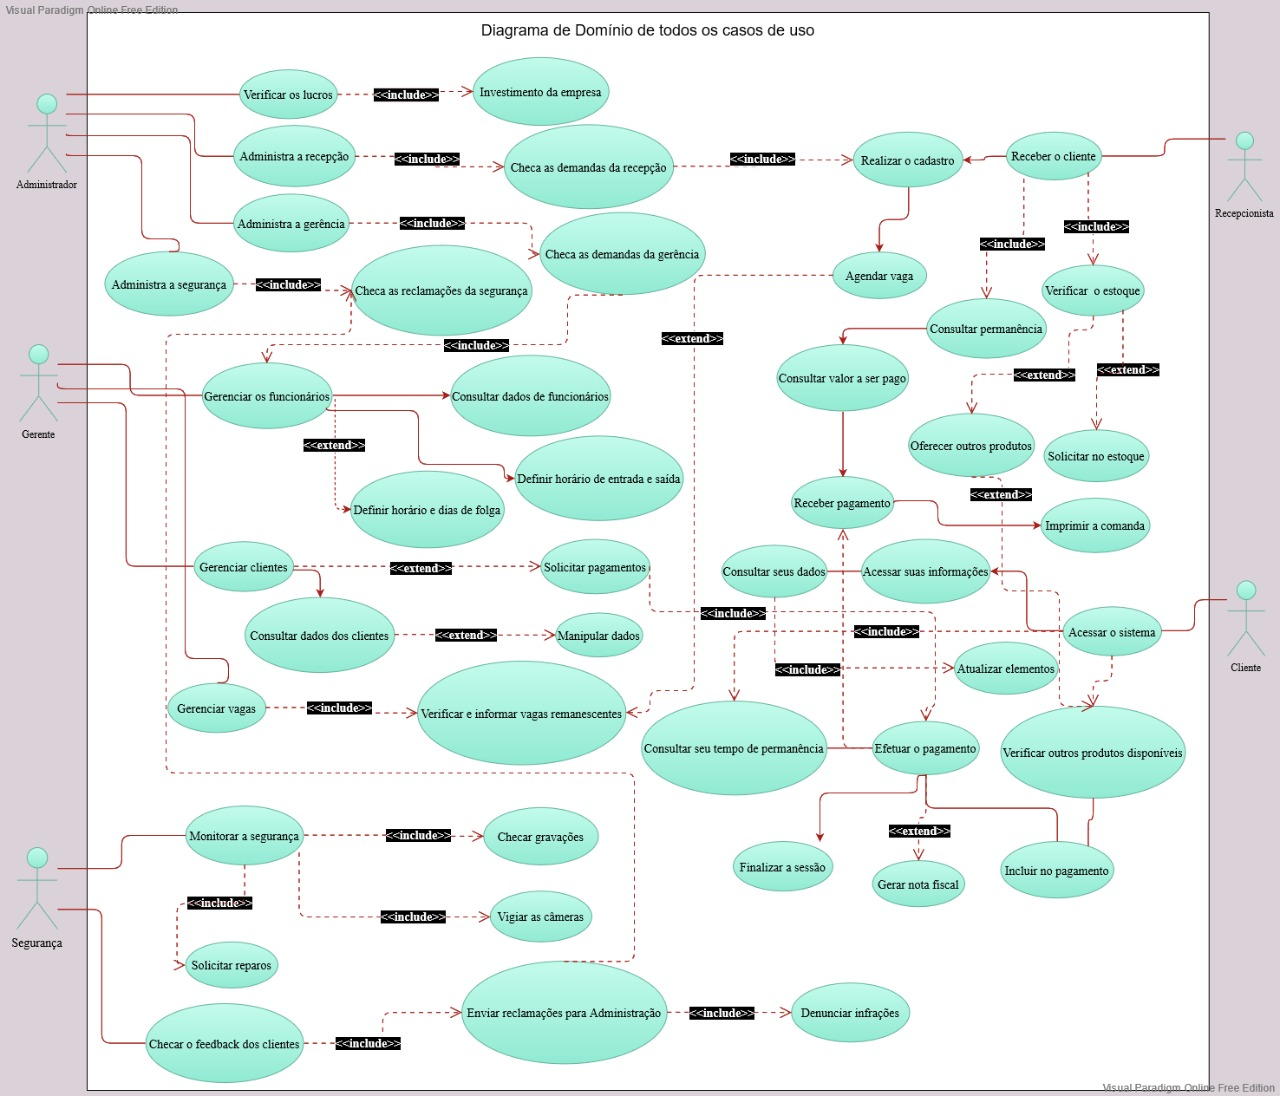 Visual Paradigm Online Free Edition
Diagrama de Domínio de todos os casos de uso
Administrador
Verificar os lucros
<<include>>
Investimento da empresa
Administra a recepção
<<include>>
Checa as demandas da recepção
<<include>>
Realizar o cadastro
Receber o cliente
Recepcionista
Administra a gerência
<<include>>
Checa as demandas da gerência
<<include>>
<<include>>
Administra a segurança
<<include>>
Checa as reclamações da segurança
Agendar vaga
Verificar o estoque
Consultar permanência
<<include>>
<<extend>>
Gerente
Gerenciar os funcionários
Consultar dados de funcionários
Consultar valor a ser pago
<<extend>>
<<extend>>
<<extend>>
Oferecer outros produtos
Solicitar no estoque
Definir horário de entrada e saída
Definir horário e dias de folga
<<extend>>
Receber pagamento
Imprimir a comanda
Gerenciar clientes
<<extend>>
Solicitar pagamentos
Consultar seus dados
Acessar suas informações
<<include>>
Consultar dados dos clientes
<<extend>>
Manipular dados
<<include>>
Acessar o sistema
Cliente
<<include>>
Atualizar elementos
Gerenciar vagas
<<include>>
Verificar e informar vagas remanescentes
Consultar seu tempo de permanência
Efetuar o pagamento
Verificar outros produtos disponíveis
Segurança
Monitorar a segurança
<<include>>
Checar gravações
<<extend>>
Finalizar a sessão
Gerar nota fiscal
Incluir no pagamento
<<include>>
<<include>>
Vigiar as câmeras
Solicitar reparos
Checar o feedback dos clientes
<<include>>
Enviar reclamações para Administração
<<include>>
Denunciar infrações
Visual Paradigm Online Free Edition